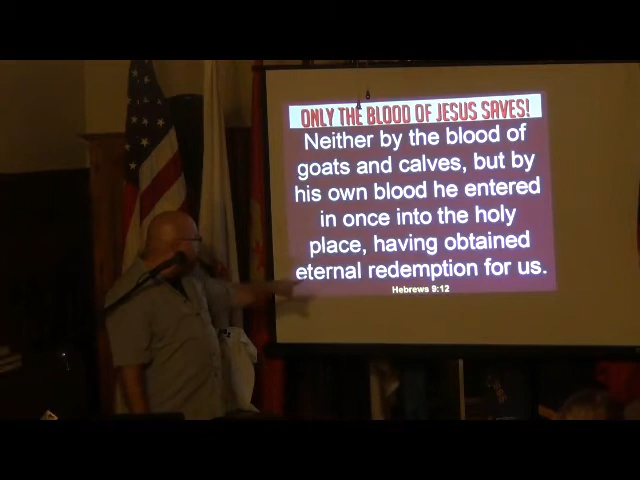 ONLY THE BLOOD OF JESUS SAVES!
Neither by the blood of
goats and calves, but by
his own blood he entered
in once into the holy
place, having obtained
eternal redemption for us.
Hebrews 9:12